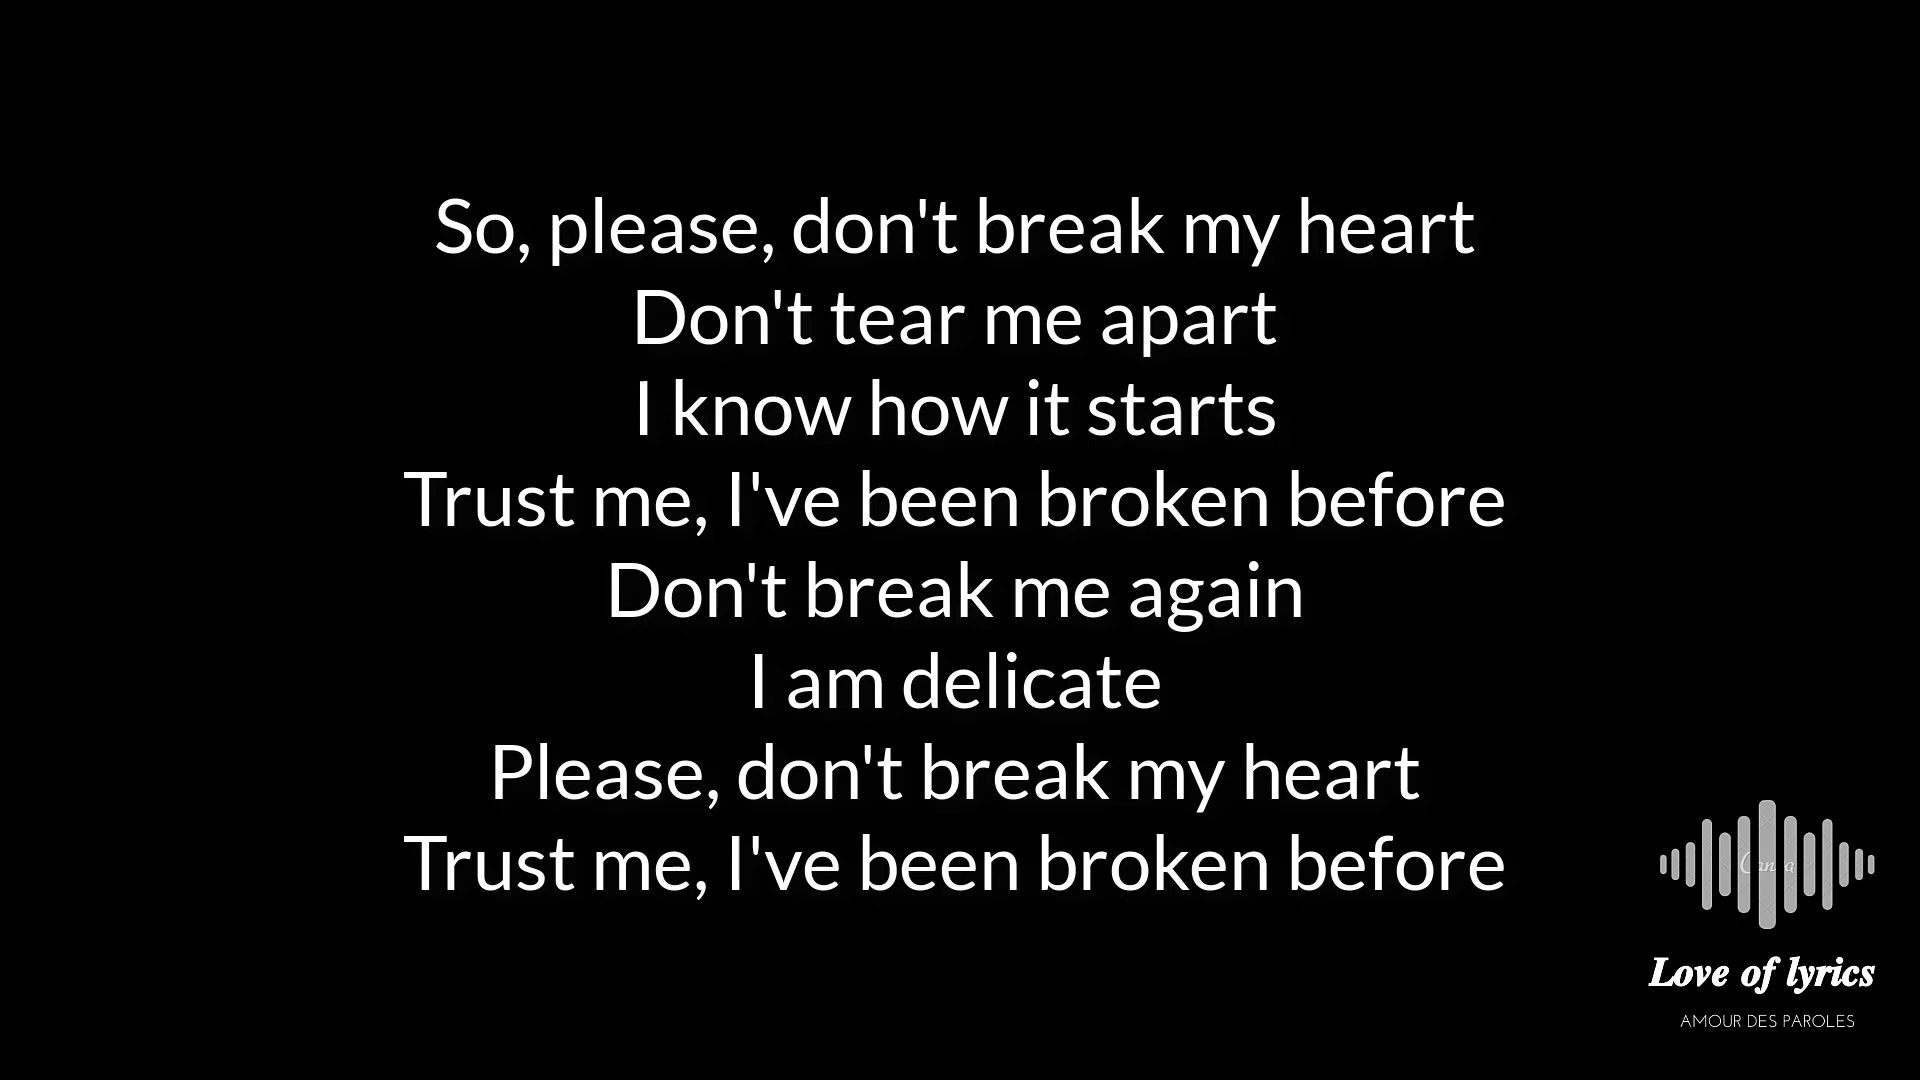 So, please, don't break my heart
Don't tear me apart
I know how it starts
Trust me, I've been broken before
Don't break me again
I am delicate
Please, don't break my heart
Trust me, I've been broken before
Canva
Love of lyrics
AMOUR DES PAROLES